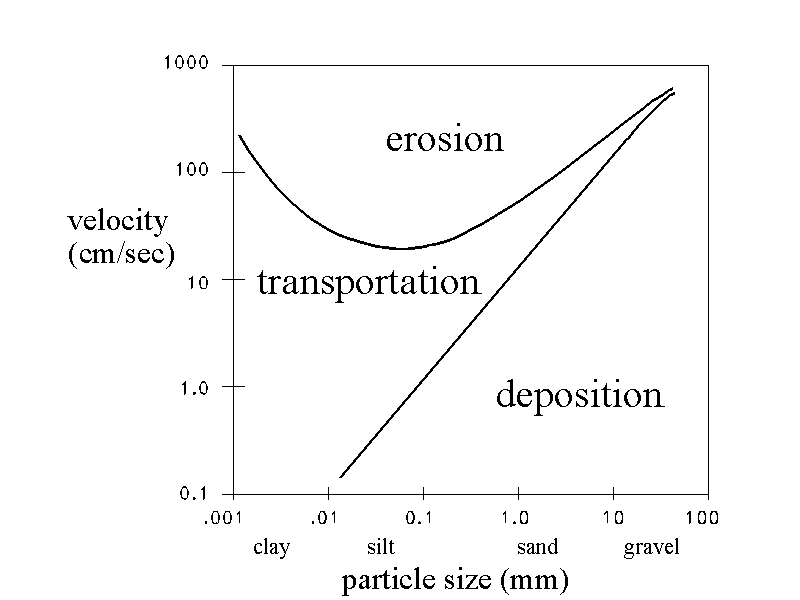 1000
erosion
100
velocity
(cm/sec)
10
transportation
1.0
deposition
0.1
.001 .01 0.1 1.0 10 100
clay silt sand gravel
particle size (mm)